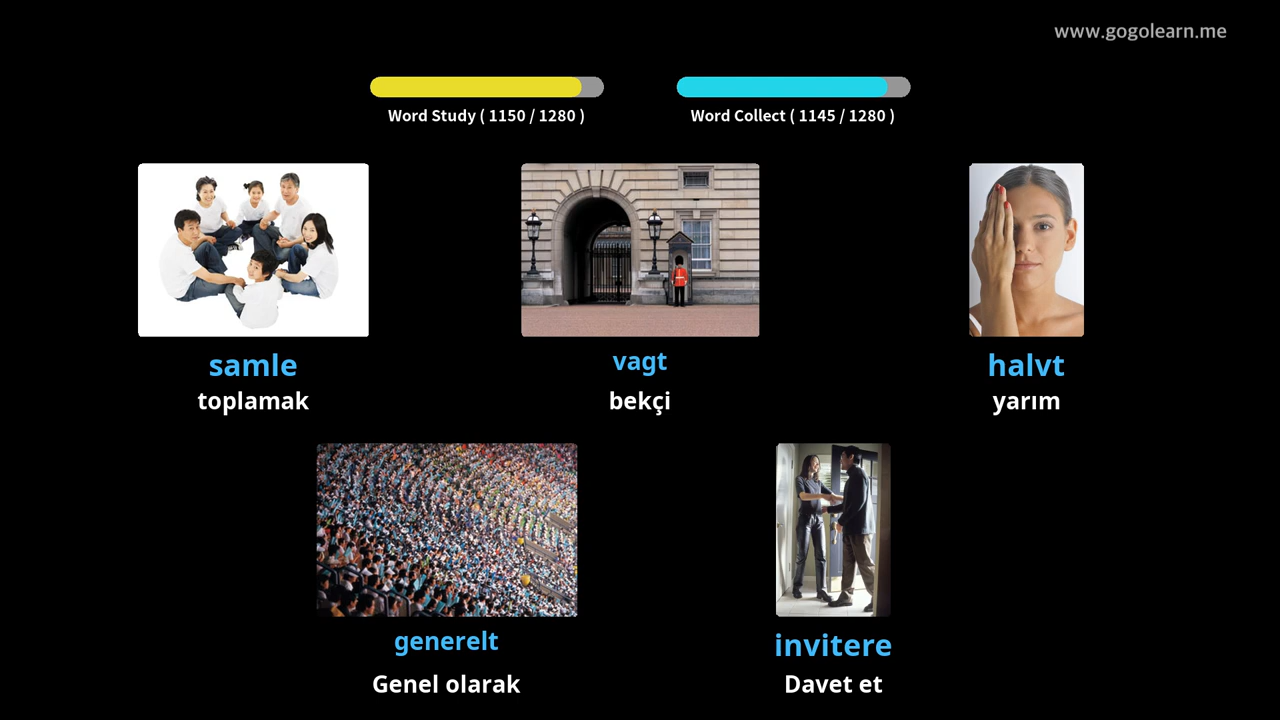 www.gogolearn.me
Word Study ( 1150 / 1280 )
Word Collect ( 1145 / 1280 )
samle
toplamak
vagt
bekçi
halvt
yarım
generelt
Genel olarak
invitere
Davet et